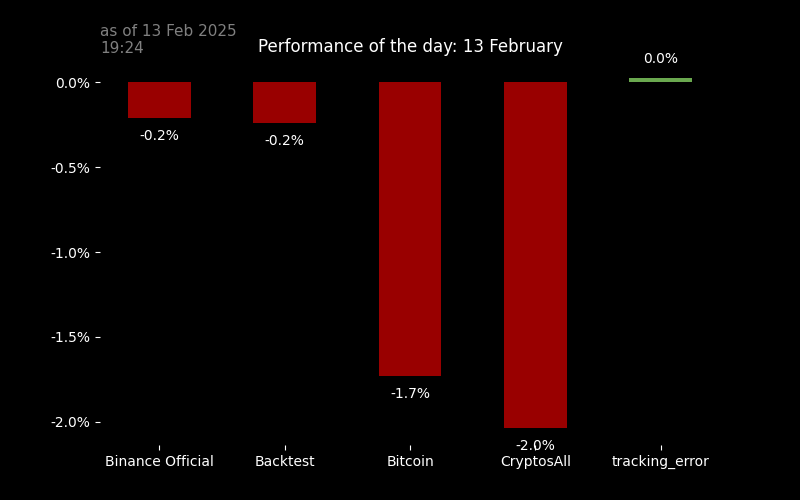 as of 13 Feb 2025
19:24
Performance of the day: 13 February
0.0%
0.0%
-0.2%
-0.2%
-0.5%
-1.0%
-1.5%
-1.7%
-2.0%
-2.0%
Binance Official
Backtest
Bitcoin
CryptosAll
tracking_error